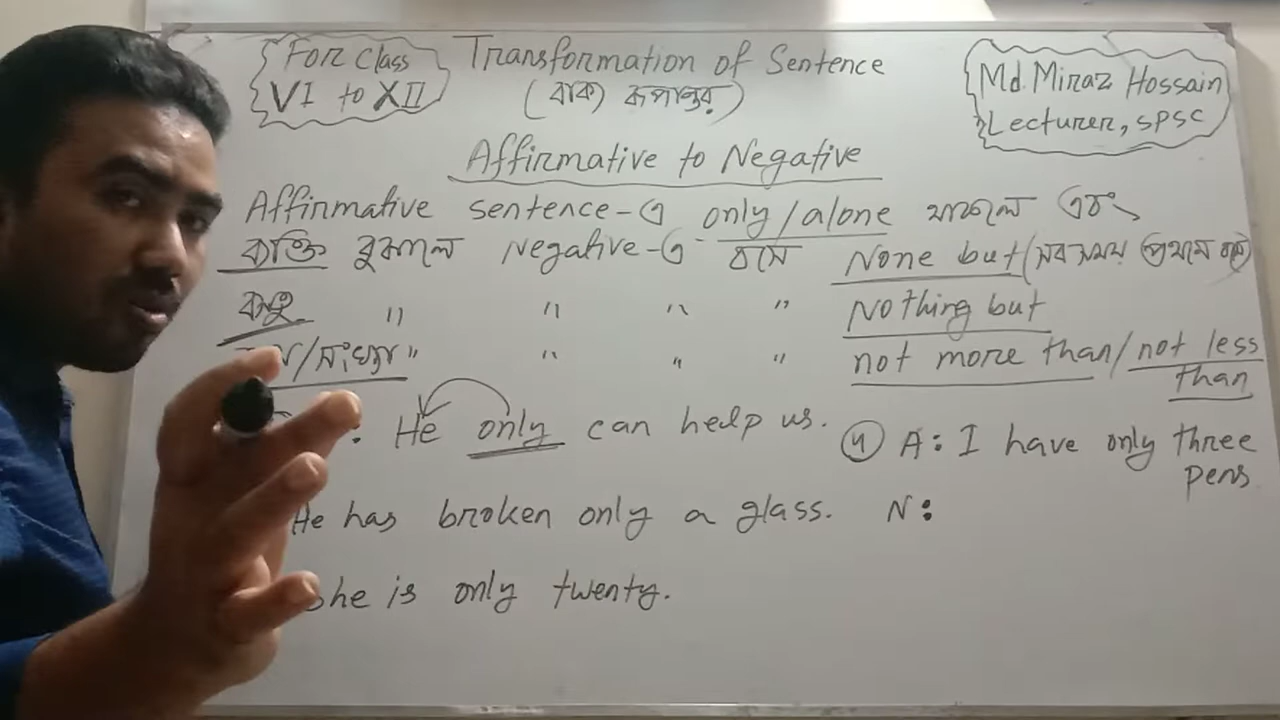 For Class
VI to XII
Transformation of Sentence
(বাক্য রূপান্তর)
Md. Miraz Hossain
Lecturer, SPSC
Affirmative to Negative
Affirmative sentence-এ only/alone থাকলে এবং
ব্যক্তি বুঝালে Negative-এ বসে None but (সব সময় প্রথমে বসে)
বস্তু " " " " Nothing but
/সংখ্যা " " " " not more than/not less
than
: He only can help us.
৪ A: I have only three
pens
He has broken only a glass. N:
She is only twenty.